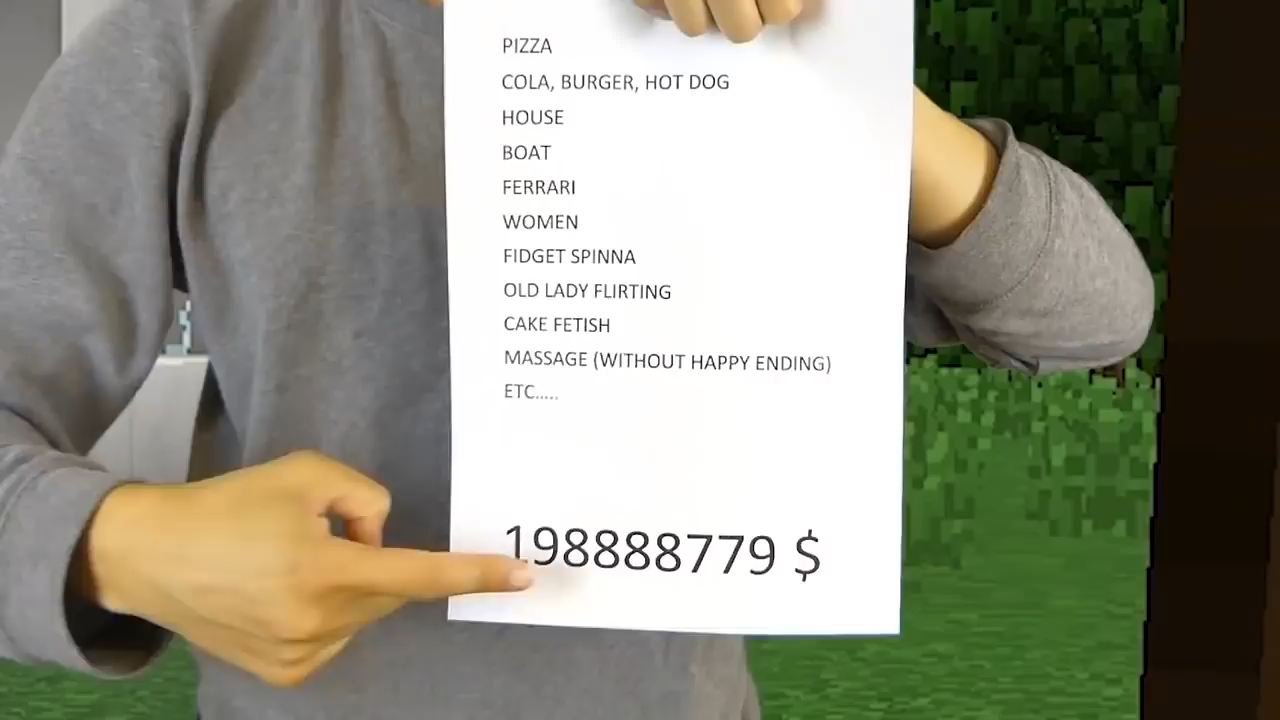 PIZZA
COLA, BURGER, HOT DOG
HOUSE
BOAT
FERRARI
WOMEN
FIDGET SPINNA
OLD LADY FLIRTING
CAKE FETISH
MASSAGE (WITHOUT HAPPY ENDING)
ETC.....
198888779 $